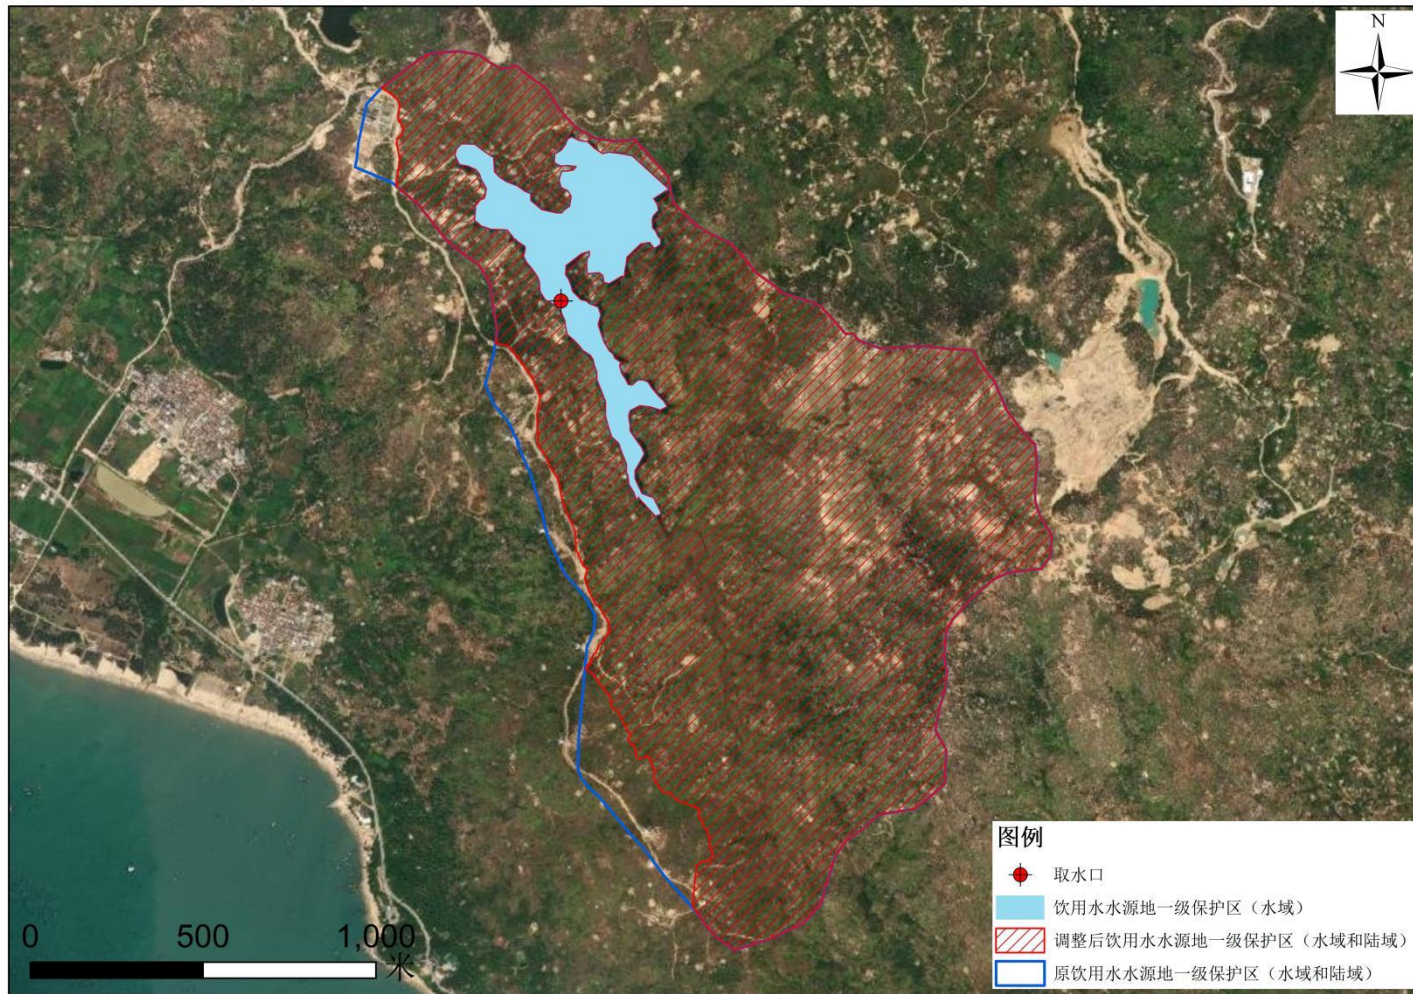 N
图例
取水口
饮用水水源地一级保护区（水域）
调整后饮用水水源地一级保护区（水域和陆域）
原饮用水水源地一级保护区（水域和陆域）
0 500 1,000
米